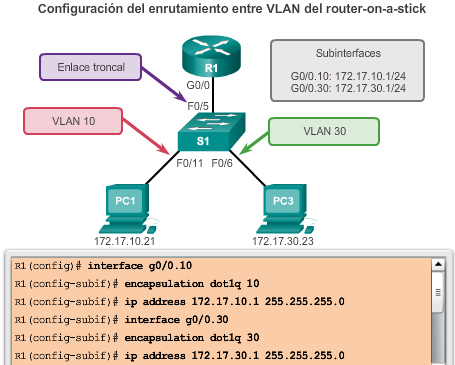 Configuración del enrutamiento entre VLAN del router-on-a-stick
Enlace troncal
R1
G0/0
Subinterfaces
G0/0.10: 172.17.10.1/24
G0/0.30: 172.17.30.1/24
F0/5
VLAN 10
VLAN 30
S1
F0/11 F0/6
PC1
PC3
172.17.10.21
172.17.30.23
R1(config)# interface g0/0.10
R1(config-subif)# encapsulation dot1q 10
R1(config-subif)# ip address 172.17.10.1 255.255.255.0
R1(config-subif)# interface g0/0.30
R1(config-subif)# encapsulation dot1q 30
R1(config-subif)# ip address 172.17.30.1 255.255.255.0